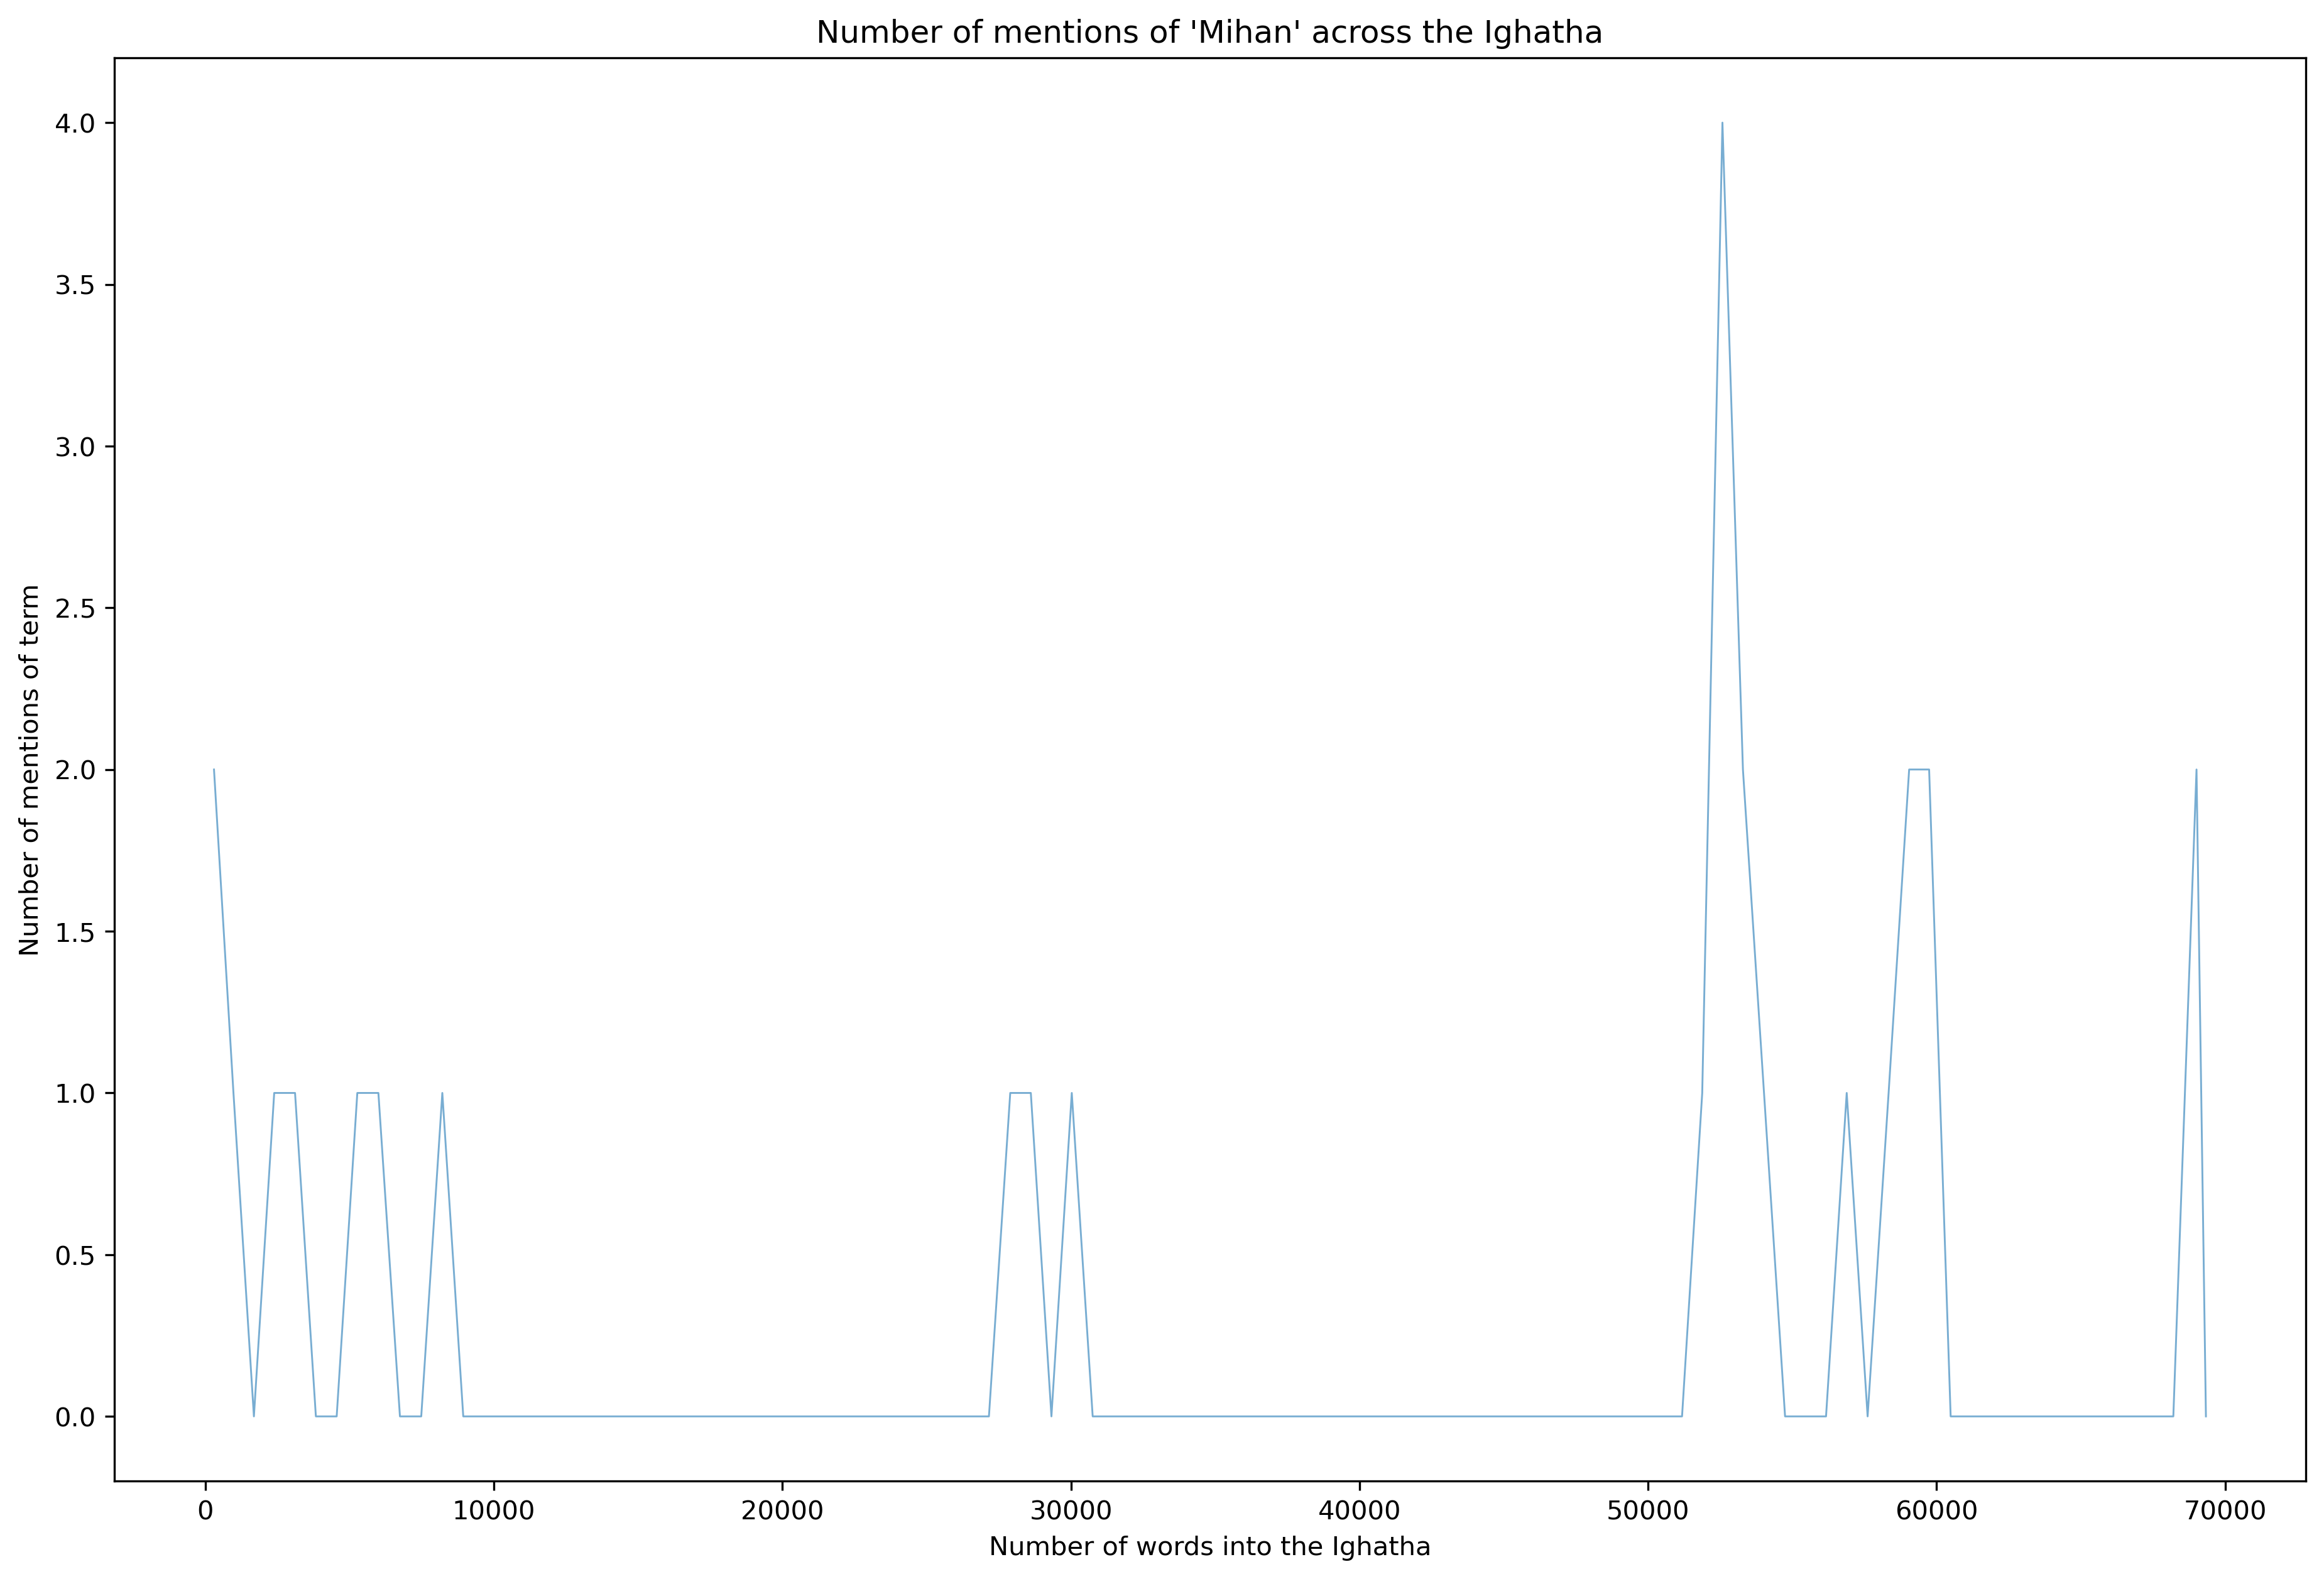 Number of mentions of 'Mihan' across the Ighatha
4.0
3.5
3.0
2.5
2.0
1.5
1.0
0.5
0.0
Number of mentions of term
0 10000 20000 30000 40000 50000 60000 70000
Number of words into the Ighatha